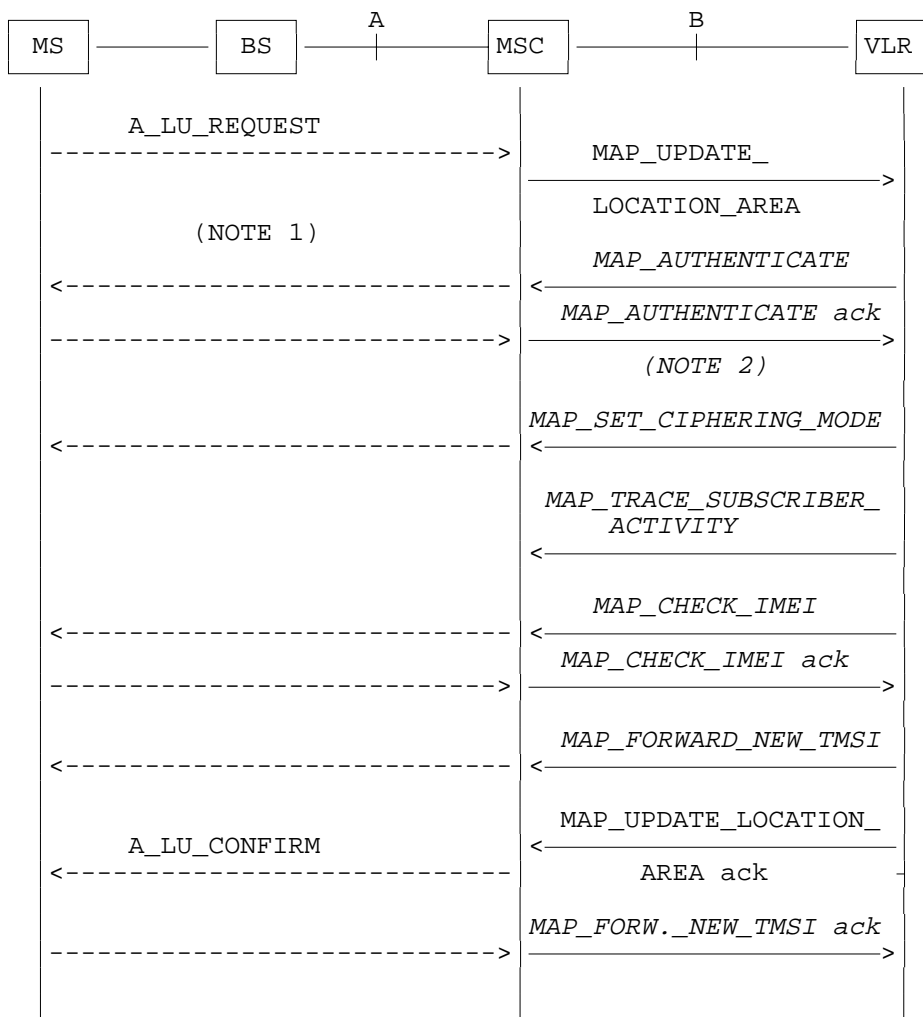 A B
MS BS MSC VLR
A_LU_REQUEST
MAP_UPDATE_
LOCATION_AREA
(NOTE 1)
MAP_AUTHENTICATE
MAP_AUTHENTICATE ack
(NOTE 2)
MAP_SET_CIPHERING_MODE
MAP_TRACE_SUBSCRIBER_
ACTIVITY
MAP_CHECK_IMEI
MAP_CHECK_IMEI ack
MAP_FORWARD_NEW_TMSI
MAP_UPDATE_LOCATION_
A_LU_CONFIRM
AREA ack
MAP_FORW._NEW_TMSI ack